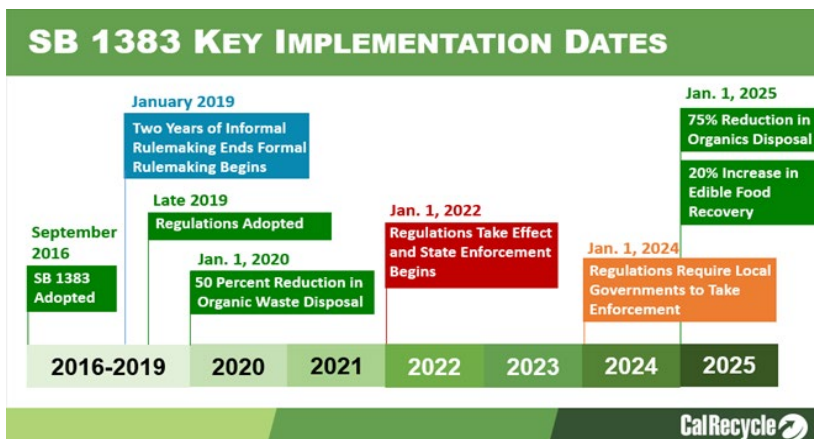 SB 1383 KEY IMPLEMENTATION DATES
January 2019
Two Years of Informal
Rulemaking Ends Formal
Rulemaking Begins
Jan. 1, 2025
75% Reduction in
Organics Disposal
20% Increase in
Edible Food
Recovery
Late 2019
Regulations Adopted
Jan. 1, 2022
Regulations Take Effect
and State Enforcement
Begins
September
2016
SB 1383
Adopted
Jan. 1, 2020
50 Percent Reduction in
Organic Waste Disposal
Jan. 1, 2024
Regulations Require Local
Governments to Take
Enforcement
2016-2019
2020
2021
2022
2023
2024
2025
CalRecycle